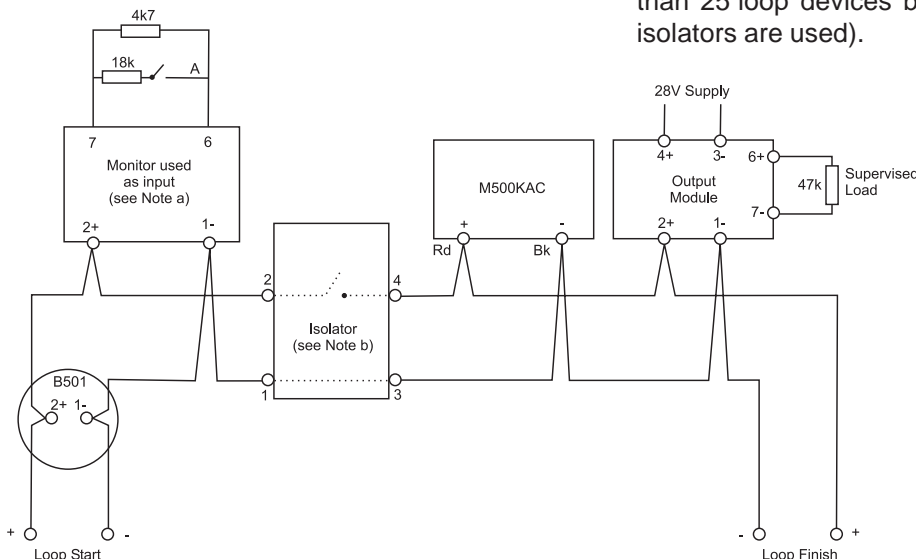 than 25 loop devices b
isolators are used).
4k7
18k
A
7
6
Monitor used
as input
(see Note a)
2+
1-
28V Supply
4+
3-
6+
Output
Module
47k
Supervised
Load
7-
2+
1-
M500KAC
+
-
Rd
Bk
2
4
Isolator
(see Note b)
1
3
B501
2+ 1-
+
-
Loop Start
-
+
Loop Finish